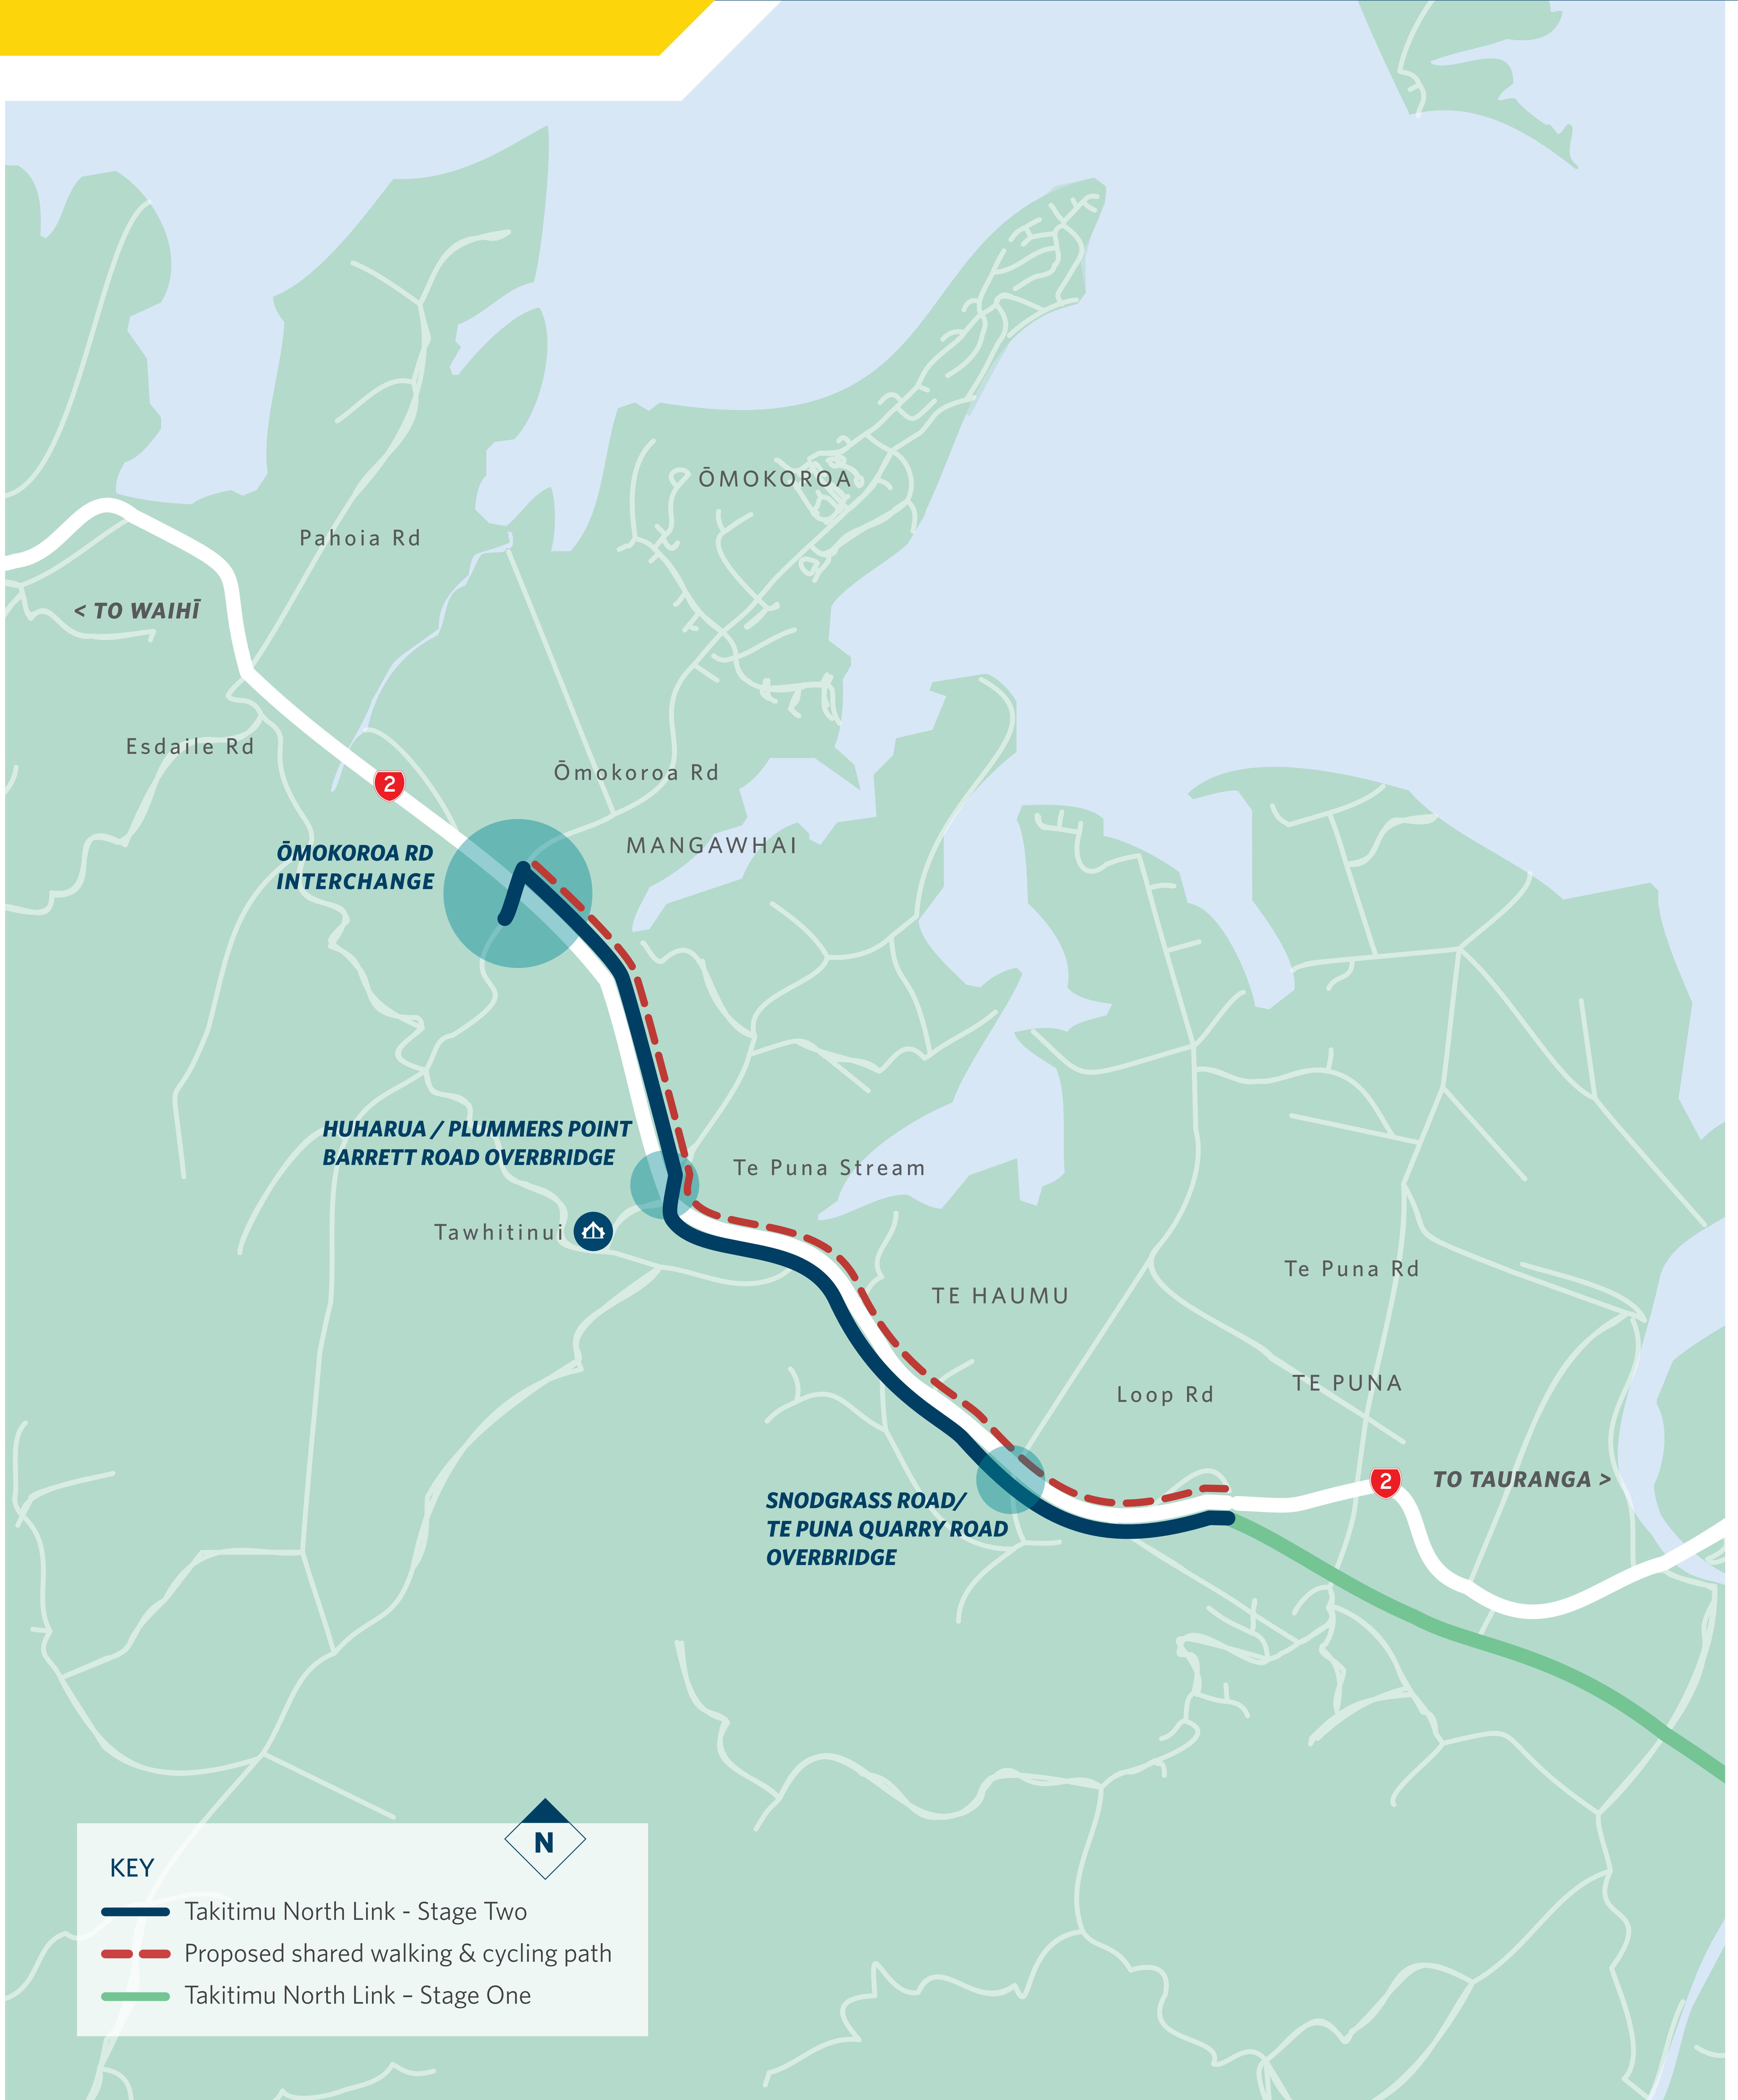 ŌMOKOROA
Pahoia Rd
< TO WAIHĪ
Esdaile Rd
Ōmokoroa Rd
2
MANGAWHAI
ŌMOKOROA RD
INTERCHANGE
HUHARUA / PLUMMERS POINT
BARRETT ROAD OVERBRIDGE
Te Puna Stream
Tawhitinui
Te Puna Rd
TE HAUMU
TE PUNA
Loop Rd
2
TO TAURANGA >
SNODGRASS ROAD/
TE PUNA QUARRY ROAD
OVERBRIDGE
N
KEY
Takitimu North Link - Stage Two
Proposed shared walking & cycling path
Takitimu North Link – Stage One